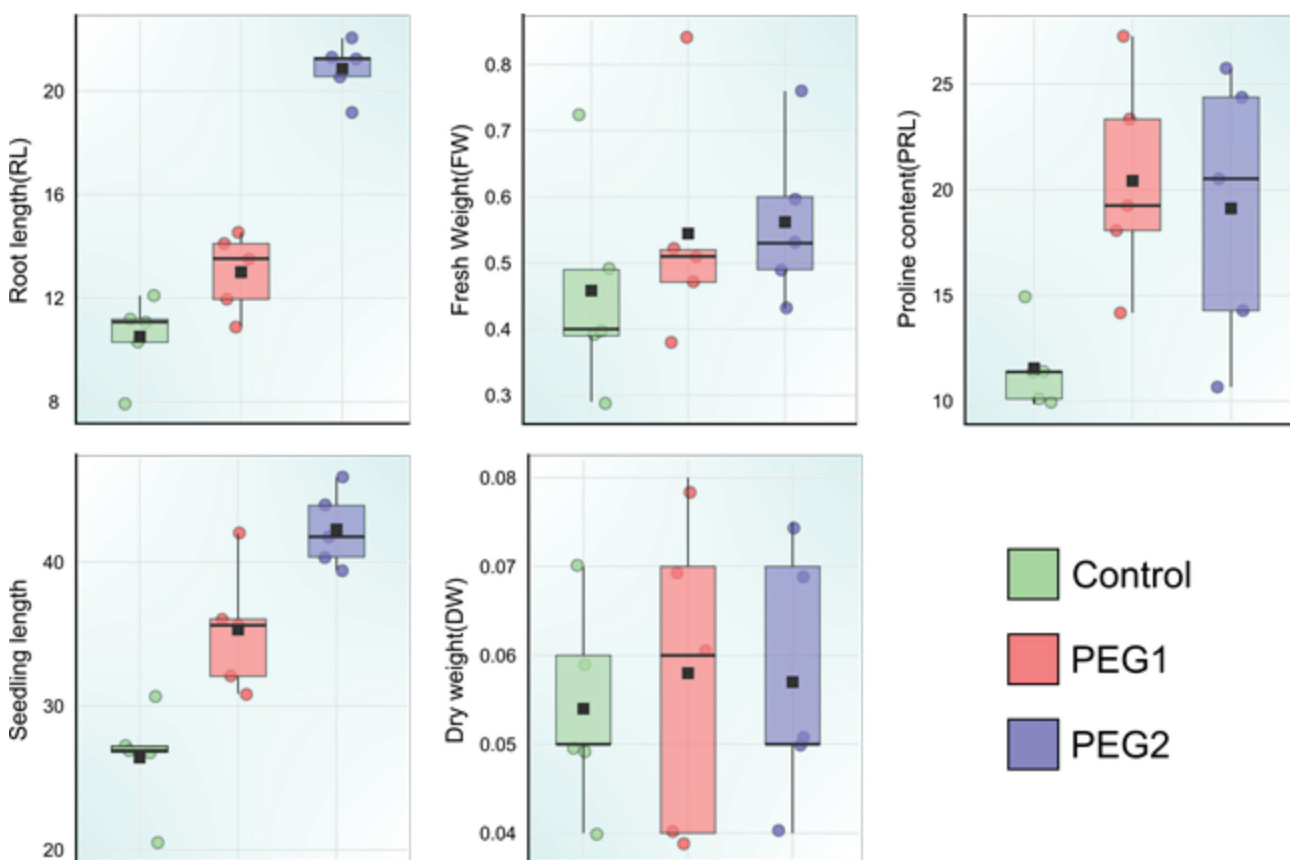 Root length(RL)
20
16
12
8
Fresh Weight(FW)
0.8
0.7
0.6
0.5
0.4
0.3
Proline content(PRL)
25
20
15
10
Seedling length
40
30
20
Dry weight(DW)
0.08
0.07
0.06
0.05
0.04
Control
PEG1
PEG2